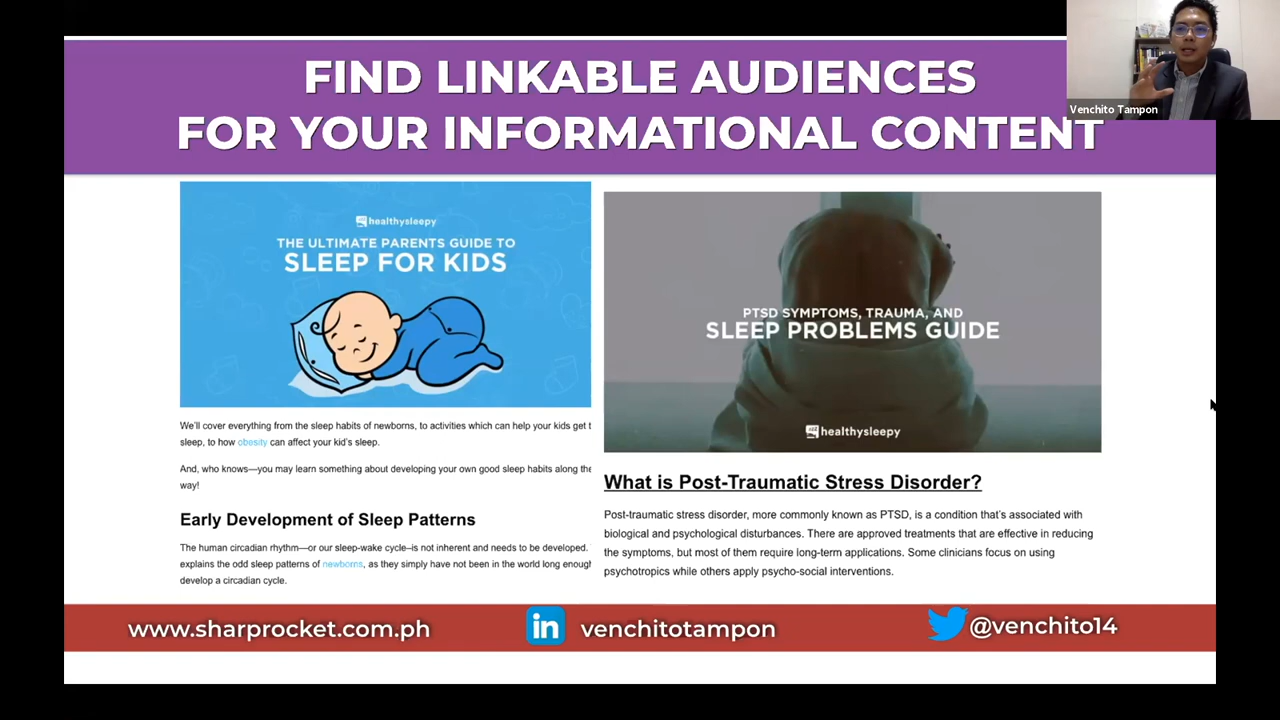 FIND LINKABLE AUDIENCES
FOR YOUR INFORMATIONAL CONTENT
Venchito Tampon
healthysleepy
THE ULTIMATE PARENTS GUIDE TO
SLEEP FOR KIDS
We'll cover everything from the sleep habits of newborns, to activities which can help your kids get t
sleep, to how obesity can affect your kid's sleep.
And, who knows—you may learn something about developing your own good sleep habits along the
way!
Early Development of Sleep Patterns
The human circadian rhythm—or our sleep-wake cycle–is not inherent and needs to be developed.
explains the odd sleep patterns of newborns, as they simply have not been in the world long enough
develop a circadian cycle.
PTSD SYMPTOMS, TRAUMA, AND
SLEEP PROBLEMS GUIDE
healthysleepy
What is Post-Traumatic Stress Disorder?
Post-traumatic stress disorder, more commonly known as PTSD, is a condition that's associated with
biological and psychological disturbances. There are approved treatments that are effective in reducing
the symptoms, but most of them require long-term applications. Some clinicians focus on using
psychotropics while others apply psycho-social interventions.
www.sharprocket.com.ph
in venchitotampon
@venchito14